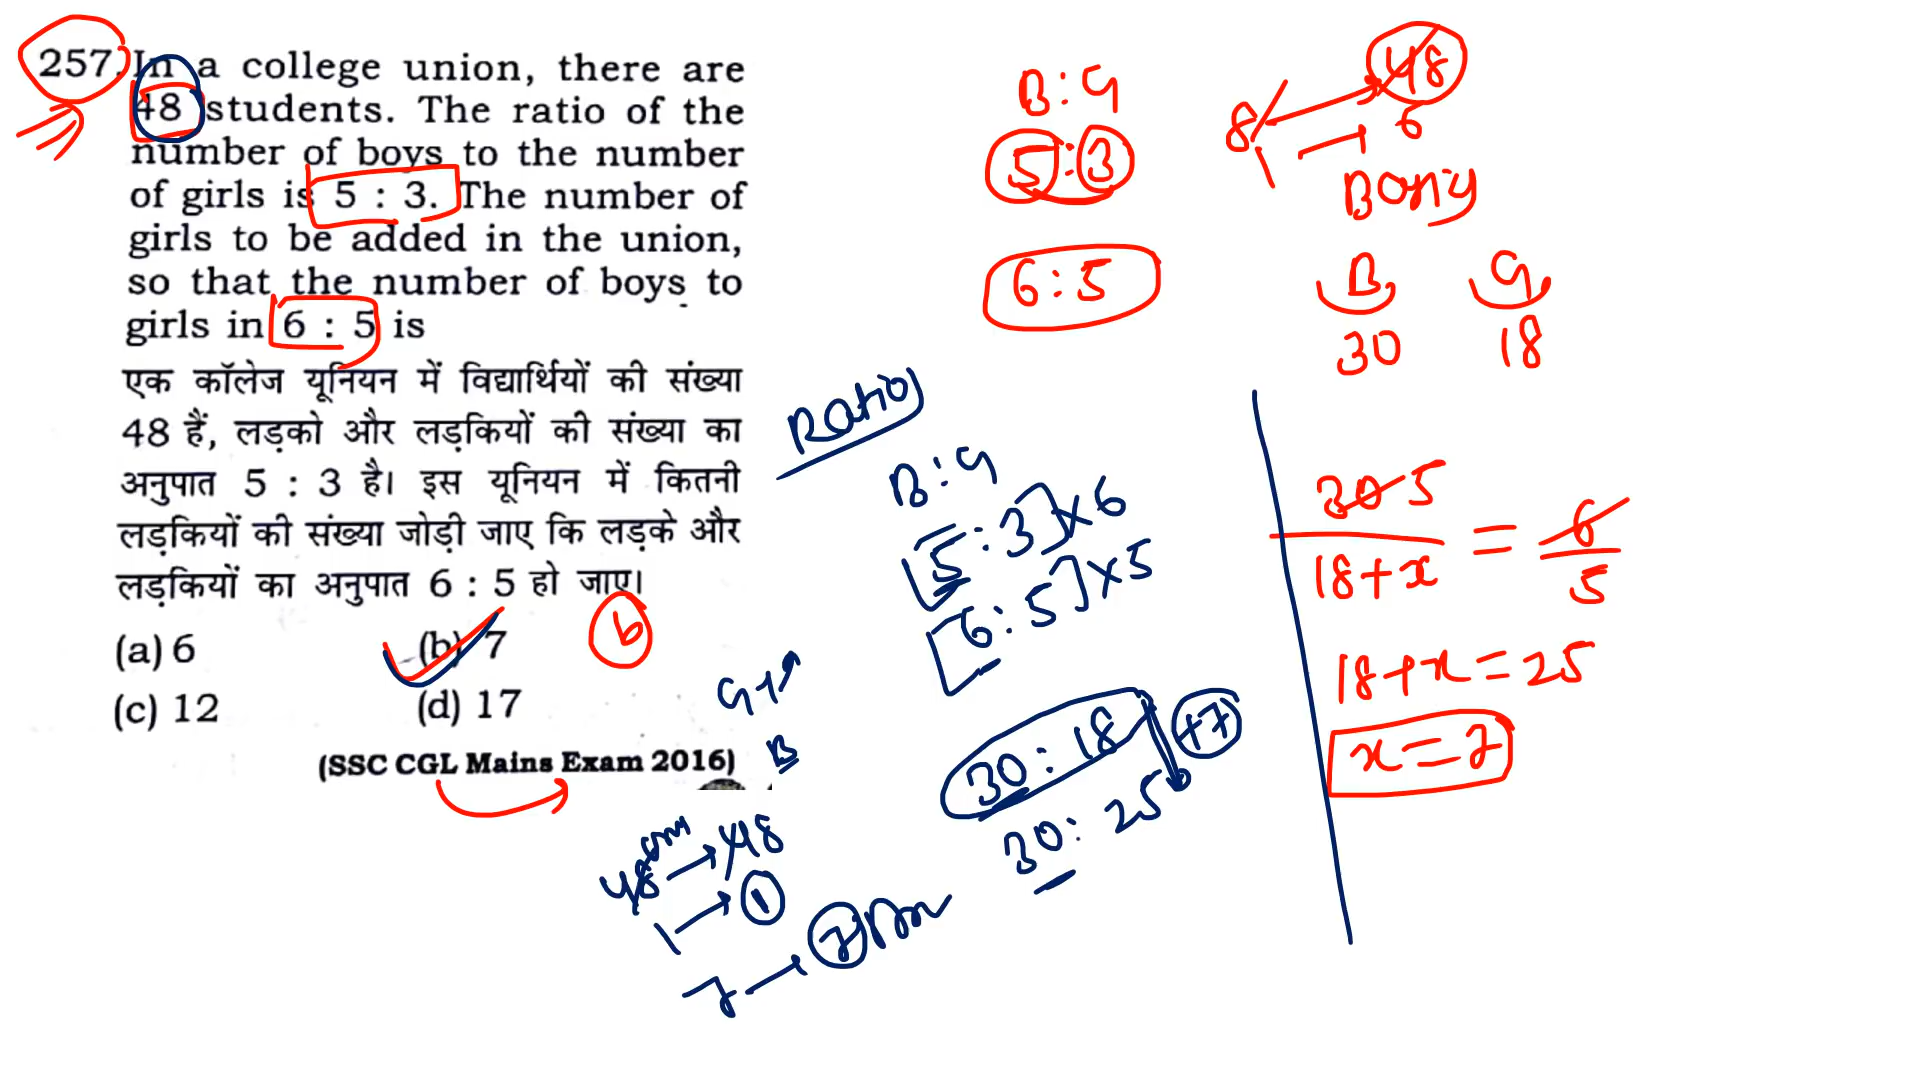 257. In a college union, there are
48 students. The ratio of the
number of boys to the number
of girls is 5 : 3. The number of
girls to be added in the union,
so that the number of boys to
girls in 6 : 5 is
एक कॉलेज यूनियन में विद्यार्थियों की संख्या
48 हैं, लड़को और लड़कियों की संख्या का
अनुपात 5 : 3 है। इस यूनियन में कितनी
लड़कियों की संख्या जोड़ी जाए कि लड़के और
लड़कियों का अनुपात 6 : 5 हो जाए।
(a) 6 (b) 7 b
(c) 12 (d) 17
(SSC CGL Mains Exam 2016)
B : G
5 : 3
6 : 5
8 48
1 6
B G
30 18
Ratio
B : G
5 : 3] × 6
6 : 5] × 5
30 : 18 +7
30 : 25
G
B
48 48
1 1
7 7
30 5 = 6
18+x 5
18+x = 25
x = 7